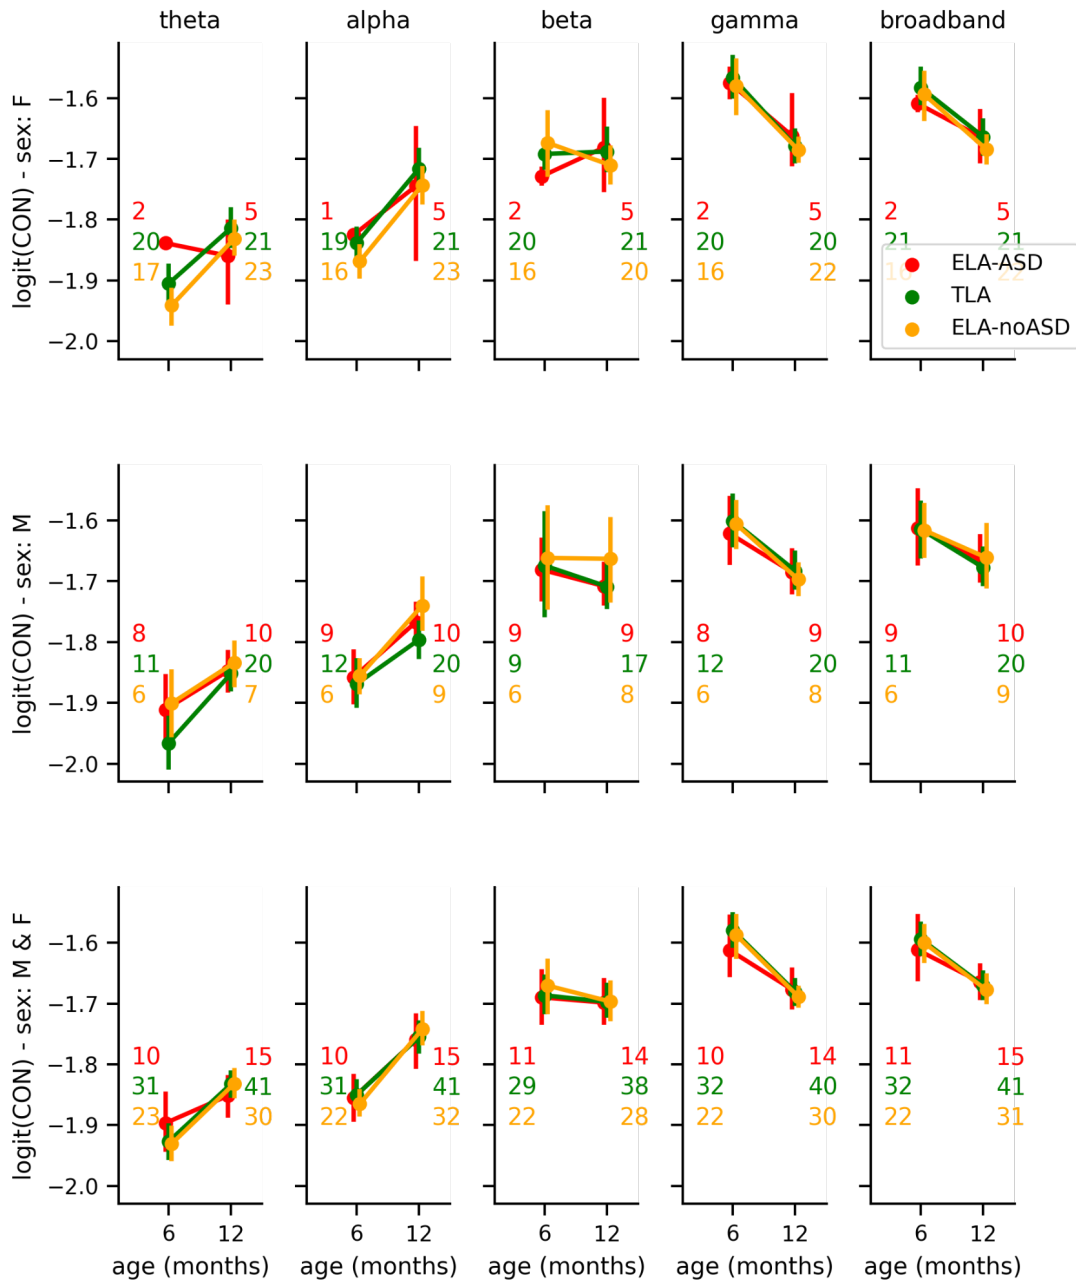 theta alpha beta gamma broadband
logit(CON) - sex: F
−1.6
−1.7
−1.8
−1.9
−2.0
2 5 1 5 2 5 2 5 2 5
20 21 19 21 20 21 20 20 21 21
17 23 16 23 16 20 16 22 16 22
ELA-ASD
TLA
ELA-noASD
logit(CON) - sex: M
−1.6
−1.7
−1.8
−1.9
−2.0
8 10 9 10 9 9 8 9 9 10
11 20 12 20 9 17 12 20 11 20
6 7 6 9 6 8 6 8 6 9
logit(CON) - sex: M & F
−1.6
−1.7
−1.8
−1.9
−2.0
10 15 10 15 11 14 10 14 11 15
31 41 31 41 29 38 32 40 32 41
23 30 22 32 22 28 22 30 22 31
6 12 6 12 6 12 6 12 6 12
age (months) age (months) age (months) age (months) age (months)